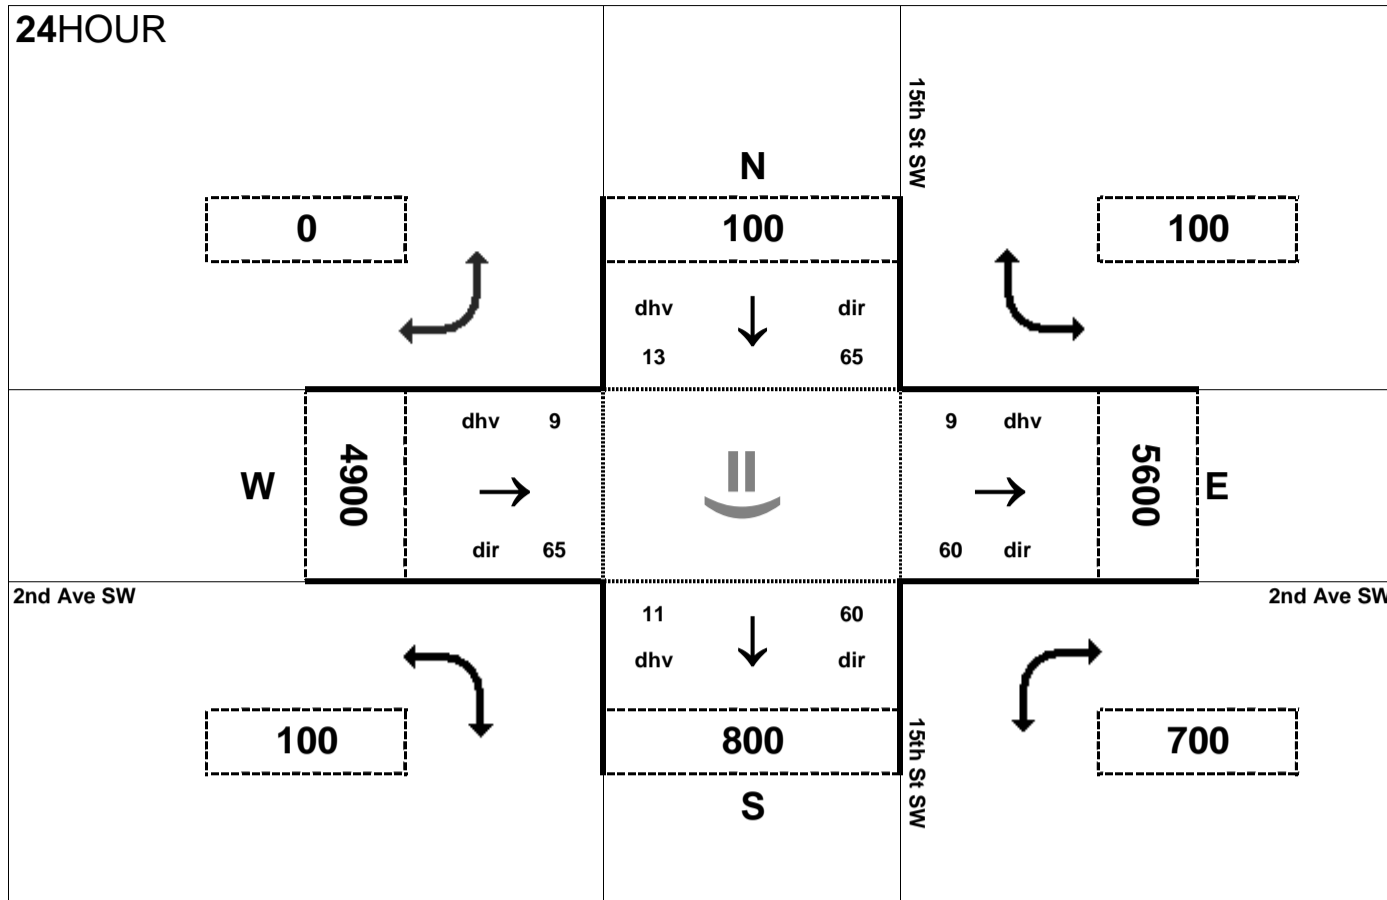 24HOUR
15th St SW
N
0
100
100
dhv
dir
13
65
dhv 9
9 dhv
W
4900
5600
E
dir 65
60 dir
2nd Ave SW
2nd Ave SW
11
60
dhv
dir
100
800
700
15th St SW
S